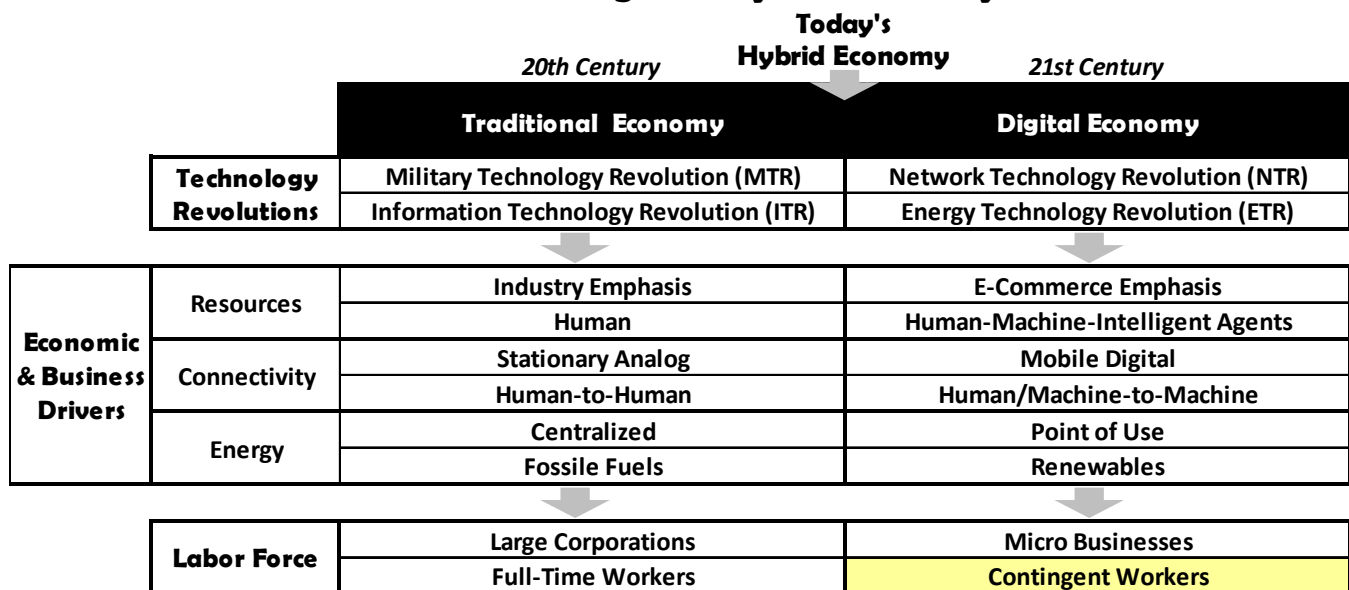 Today's
Hybrid Economy
20th Century
21st Century
Traditional Economy
Digital Economy
Technology
Revolutions
Military Technology Revolution (MTR)
Network Technology Revolution (NTR)
Information Technology Revolution (ITR)
Energy Technology Revolution (ETR)
Economic
& Business
Drivers
Resources
Industry Emphasis
E-Commerce Emphasis
Human
Human-Machine-Intelligent Agents
Connectivity
Stationary Analog
Mobile Digital
Human-to-Human
Human/Machine-to-Machine
Energy
Centralized
Point of Use
Fossile Fuels
Renewables
Labor Force
Large Corporations
Micro Businesses
Full-Time Workers
Contingent Workers